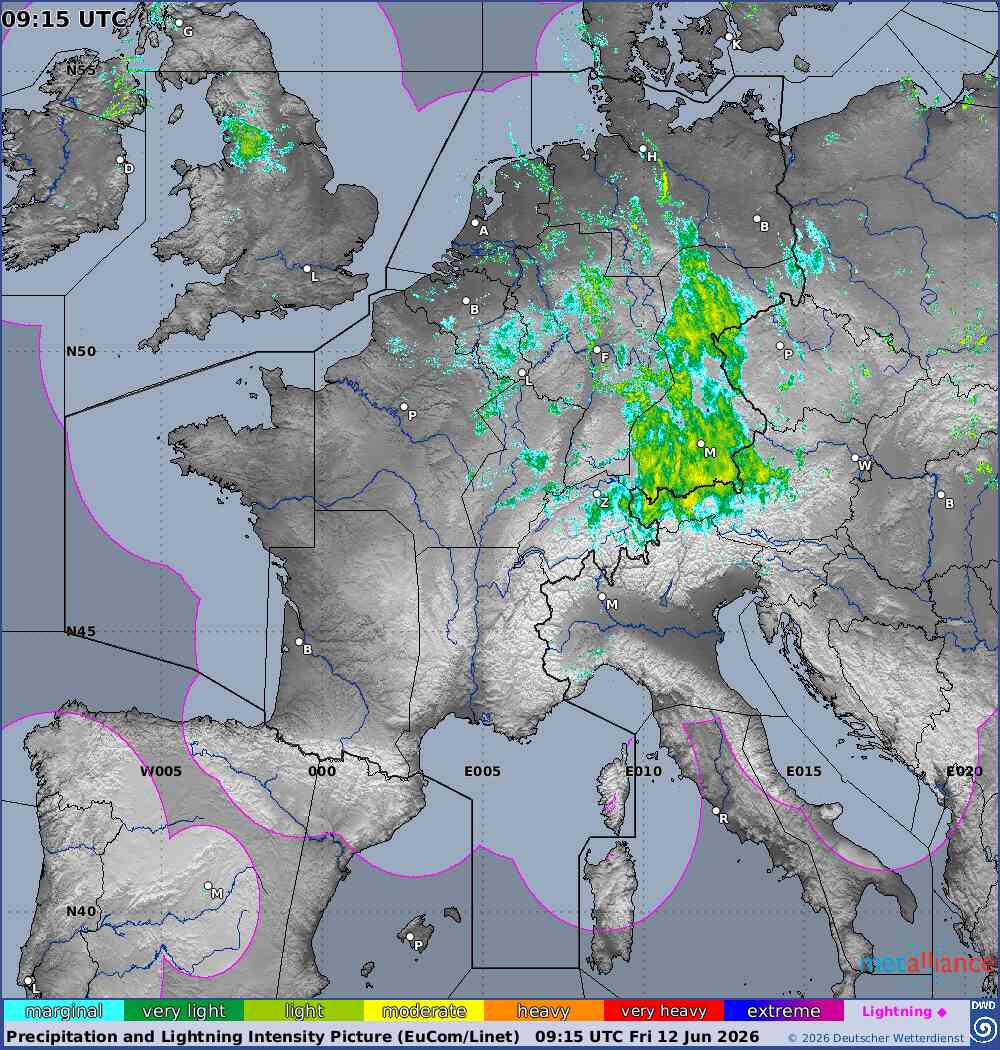 09:15 UTC
G
K
N55
H
D
A
B
L
B
P
N50
F
L
P
M
W
Z
B
M
N45
B
W005
000
E005
E010
E015
E020
R
M
N40
P
L
metalliance
marginal
very light
light
moderate
heavy
very heavy
extreme
Lightning ◆
DWD
Precipitation and Lightning Intensity Picture (EuCom/Linet) 09:15 UTC Fri 12 Jun 2026
© 2026 Deutscher Wetterdienst